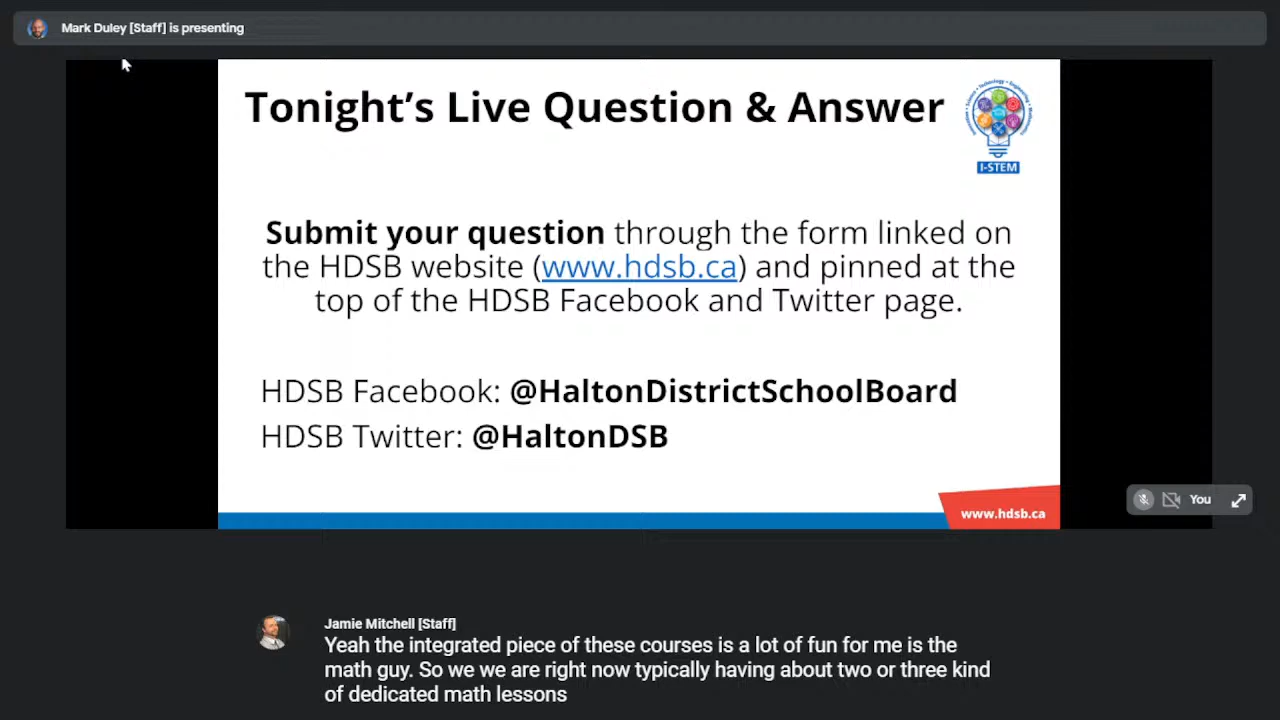 Mark Duley [Staff] is presenting
Tonight's Live Question & Answer
I-STEM
Submit your question through the form linked on
the HDSB website (www.hdsb.ca) and pinned at the
top of the HDSB Facebook and Twitter page.
HDSB Facebook: @HaltonDistrictSchoolBoard
HDSB Twitter: @HaltonDSB
You
www.hdsb.ca
Jamie Mitchell [Staff]
Yeah the integrated piece of these courses is a lot of fun for me is the
math guy. So we we are right now typically having about two or three kind
of dedicated math lessons